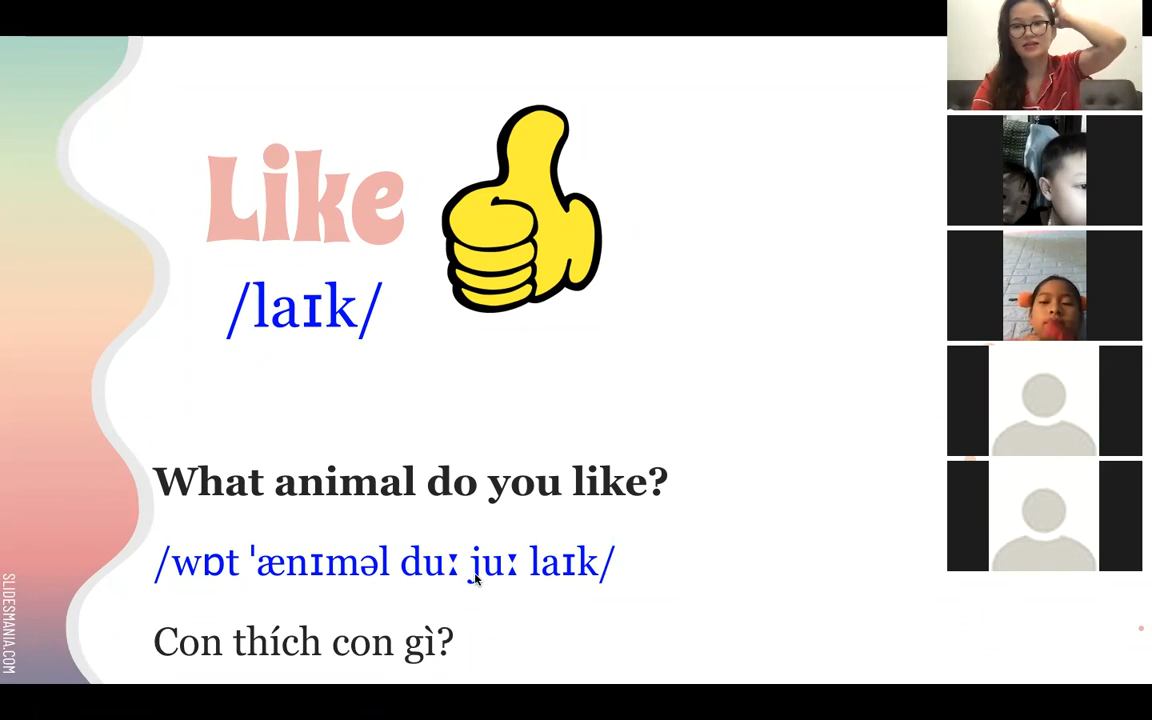 Like
/laɪk/
What animal do you like?
/wɒt ˈænɪməl duː juː laɪk/
Con thích con gì?
SLIDESMANIA.COM